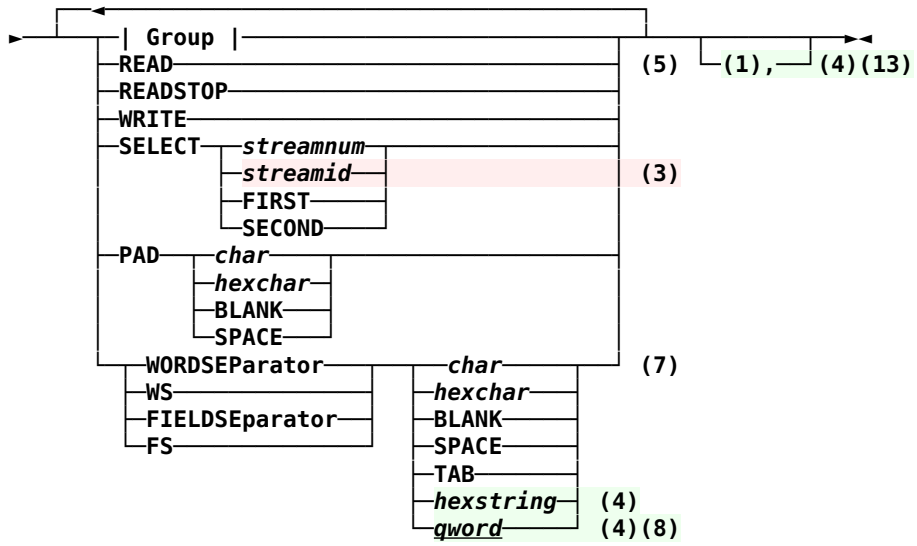 | Group |
READ (5) (1), (4)(13)
READSTOP
WRITE
SELECT streamnum
streamid (3)
FIRST
SECOND
PAD char
hexchar
BLANK
SPACE
WORDSEParator char (7)
WS hexchar
FIELDSEparator BLANK
FS SPACE
TAB
hexstring (4)
qword (4)(8)